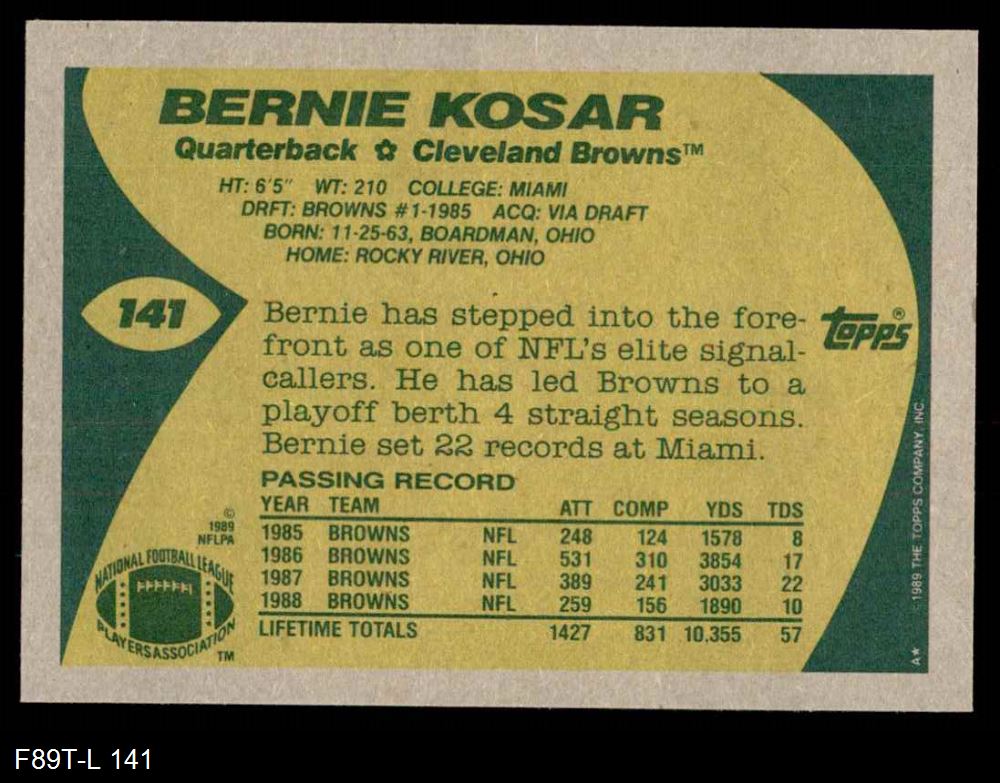 BERNIE KOSAR
Quarterback ✩ Cleveland Browns™
HT: 6'5" WT: 210 COLLEGE: MIAMI
DRFT: BROWNS #1-1985 ACQ: VIA DRAFT
BORN: 11-25-63, BOARDMAN, OHIO
HOME: ROCKY RIVER, OHIO
141
Bernie has stepped into the fore-
front as one of NFL's elite signal-
callers. He has led Browns to a
playoff berth 4 straight seasons.
Bernie set 22 records at Miami.
topps®
PASSING RECORD
YEAR TEAM ATT COMP YDS TDS
1985 BROWNS NFL 248 124 1578 8
1986 BROWNS NFL 531 310 3854 17
1987 BROWNS NFL 389 241 3033 22
1988 BROWNS NFL 259 156 1890 10
LIFETIME TOTALS 1427 831 10.355 57
©
1989
NFLPA
NATIONAL FOOTBALL LEAGUE
PLAYERS ASSOCIATION
TM
A★ ©1989 THE TOPPS COMPANY, INC.
F89T-L 141